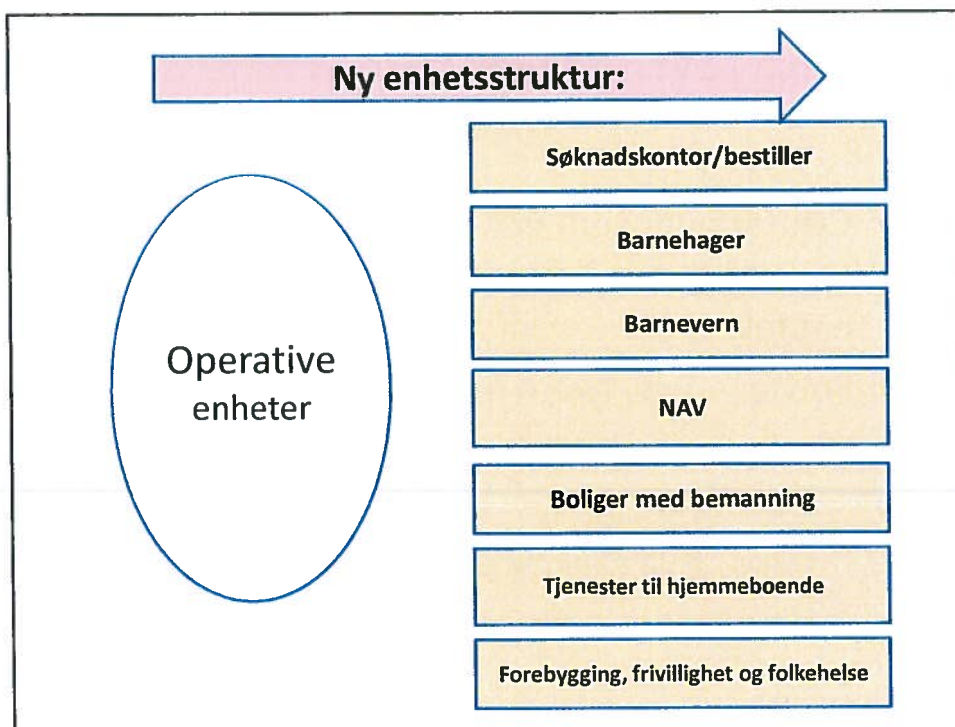 Ny enhetsstruktur:
Operative
enheter
Søknadskontor/bestiller
Barnehager
Barnevern
NAV
Boliger med bemanning
Tjenester til hjemmeboende
Forebygging, frivillighet og folkehelse